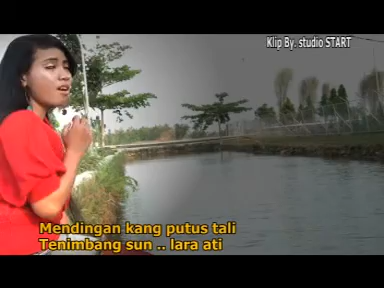 Klip By. studio START
Mendingan kang putus tali
Tenimbang sun .. lara ati